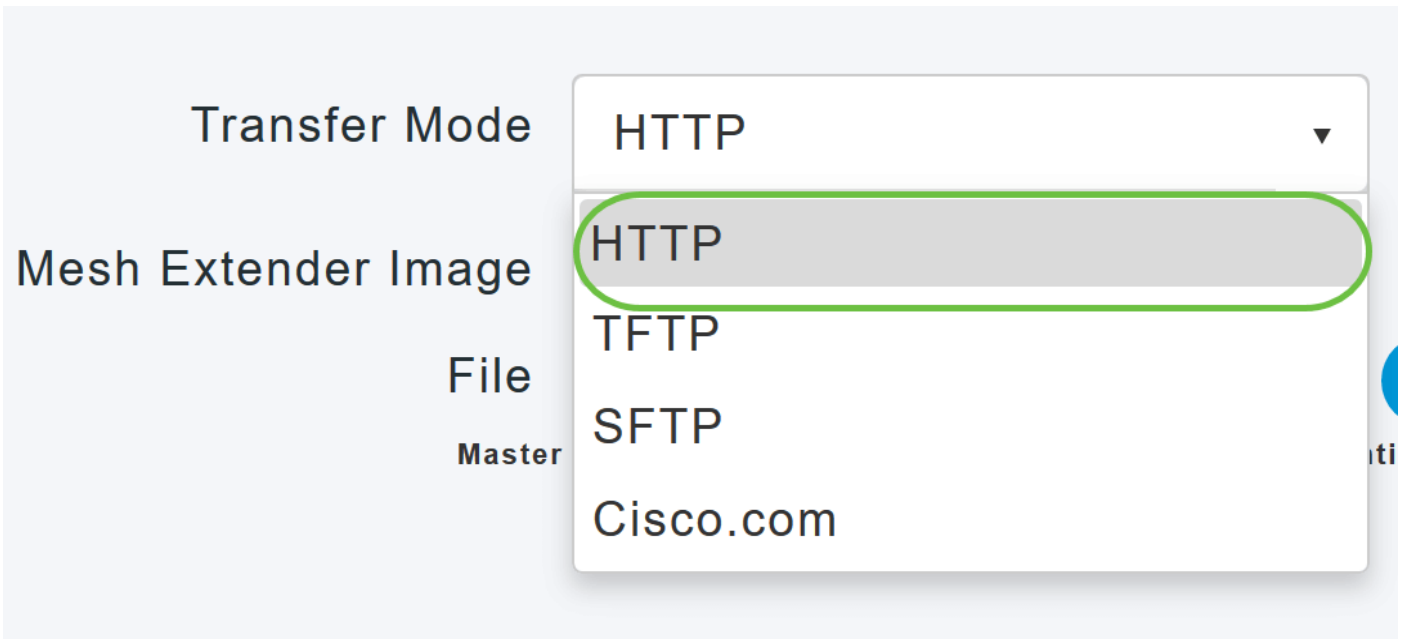 Transfer Mode HTTP
HTTP
Mesh Extender Image
TFTP
File
SFTP
Master
Cisco.com